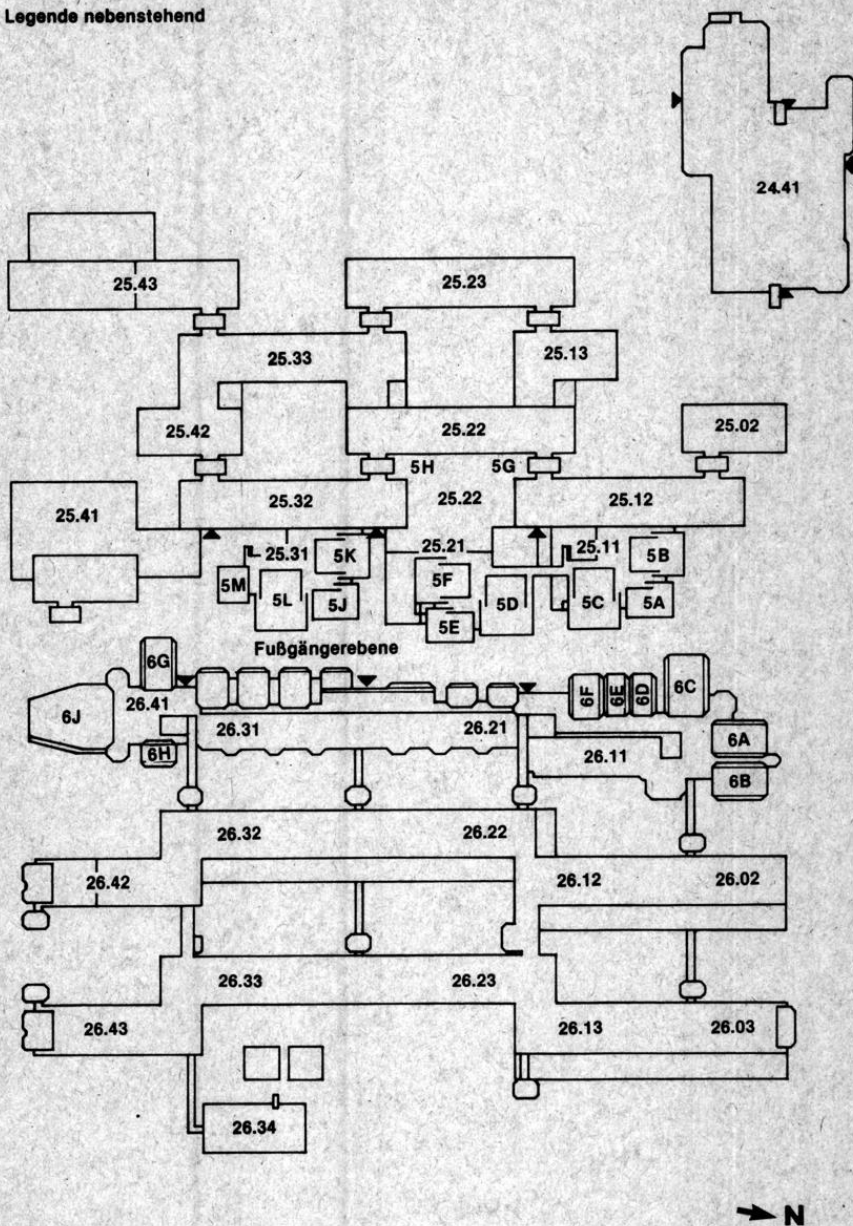 Legende nebenstehend
24.41
25.43
25.23
25.33
25.13
25.42
25.22
25.02
5H 5G
25.41
25.32
25.22
25.12
25.31
5K
25.21
25.11
5B
5M
5L
5J
5F
5E
5D
5C
5A
Fußgängerebene
6G
6J
26.41
6H
26.31
26.21
6F
6E
6D
6C
26.11
6A
6B
26.32
26.22
26.42
26.12
26.02
26.33
26.23
26.43
26.13
26.03
26.34
N